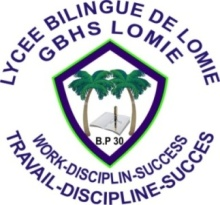 LYCEE BILINGUE DE LOMIE
GBHS LOMIE
B.P 30
WORK-DISCIPLIN-SUCCESS
TRAVAIL-DISCIPLINE-SUCCES